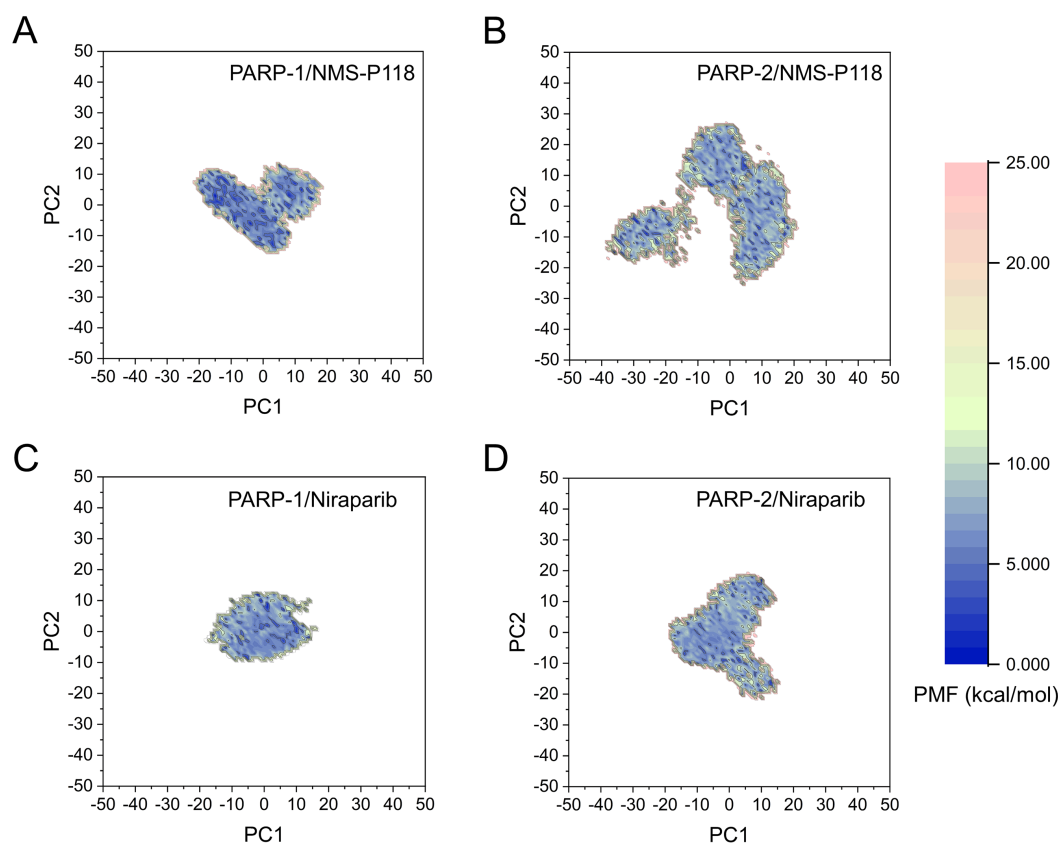 A
PARP-1/NMS-P118
50
40
30
20
10
0
-10
-20
-30
-40
-50
PC2
-50 -40 -30 -20 -10 0 10 20 30 40 50
PC1
B
PARP-2/NMS-P118
50
40
30
20
10
0
-10
-20
-30
-40
-50
PC2
-50 -40 -30 -20 -10 0 10 20 30 40 50
PC1
C
PARP-1/Niraparib
50
40
30
20
10
0
-10
-20
-30
-40
-50
PC2
-50 -40 -30 -20 -10 0 10 20 30 40 50
PC1
D
PARP-2/Niraparib
50
40
30
20
10
0
-10
-20
-30
-40
-50
PC2
-50 -40 -30 -20 -10 0 10 20 30 40 50
PC1
25.00
20.00
15.00
10.00
5.000
0.000
PMF (kcal/mol)